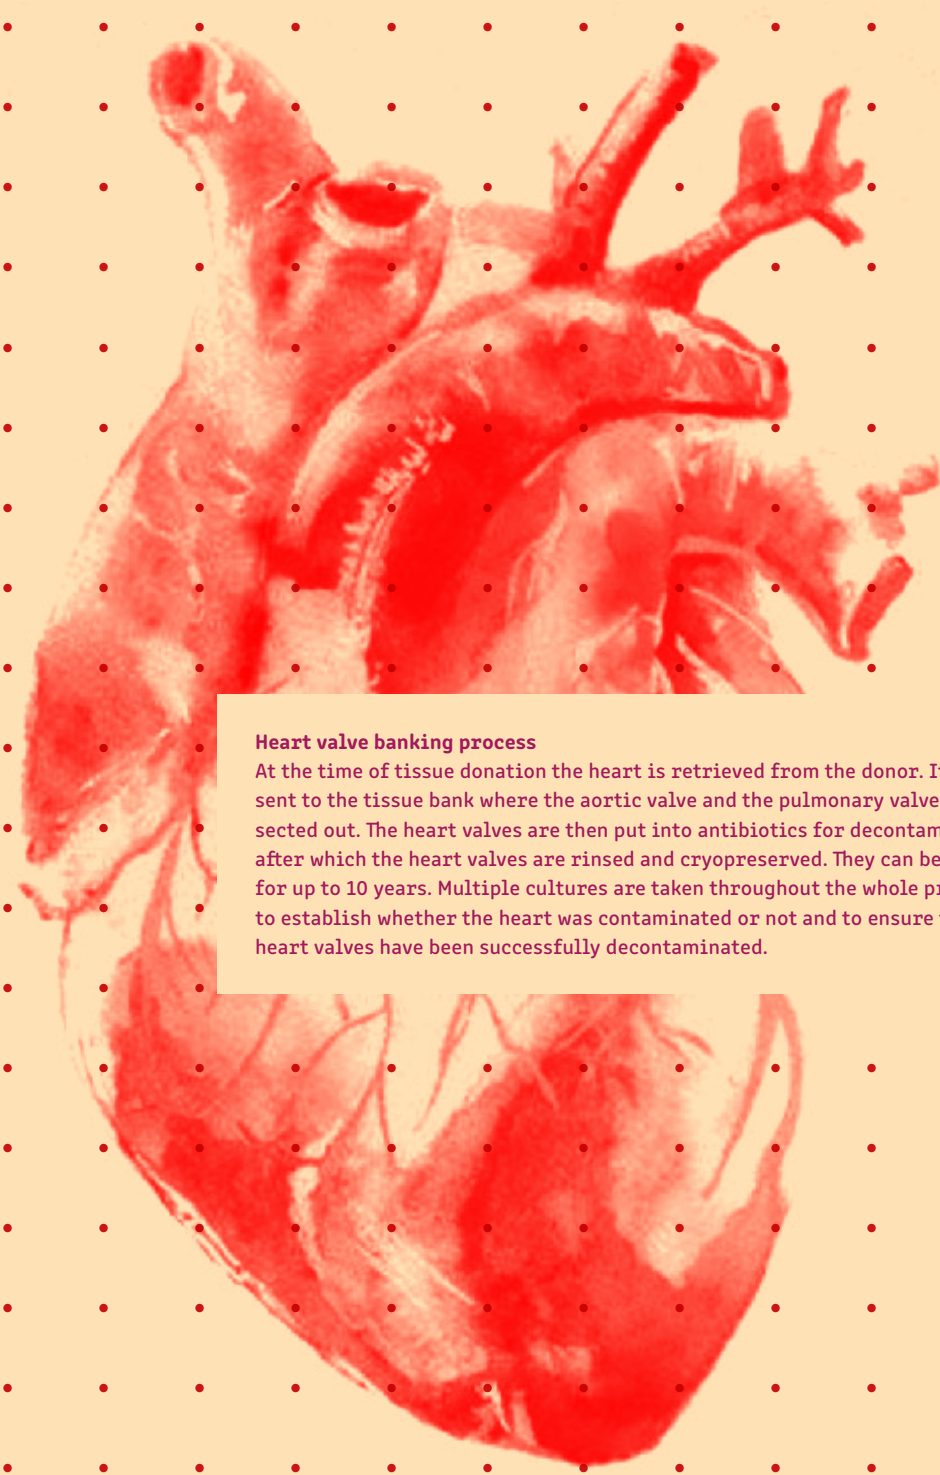 Heart valve banking process
At the time of tissue donation the heart is retrieved from the donor.
sent to the tissue bank where the aortic valve and the pulmonary valve
sected out. The heart valves are then put into antibiotics for
after which the heart valves are rinsed and cryopreserved. They can be
for up to 10 years. Multiple cultures are taken throughout the whole
to establish whether the heart was contaminated or not and to ensure
heart valves have been successfully decontaminated.